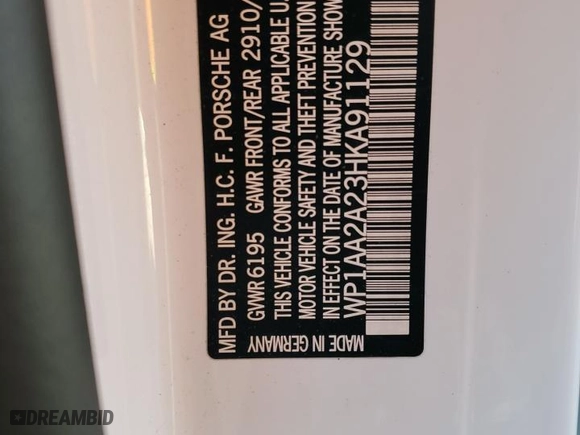 MFD BY DR. ING. H.C. F. PORSCHE AG
GVWR 6195 GAWR FRONT/REAR 2910/
THIS VEHICLE CONFORMS TO ALL APPLICABLE U.
MOTOR VEHICLE SAFETY AND THEFT PREVENTION
IN EFFECT ON THE DATE OF MANUFACTURE SHOW
WP1AA2A23HKA91129
MADE IN GERMANY
DREAMBID